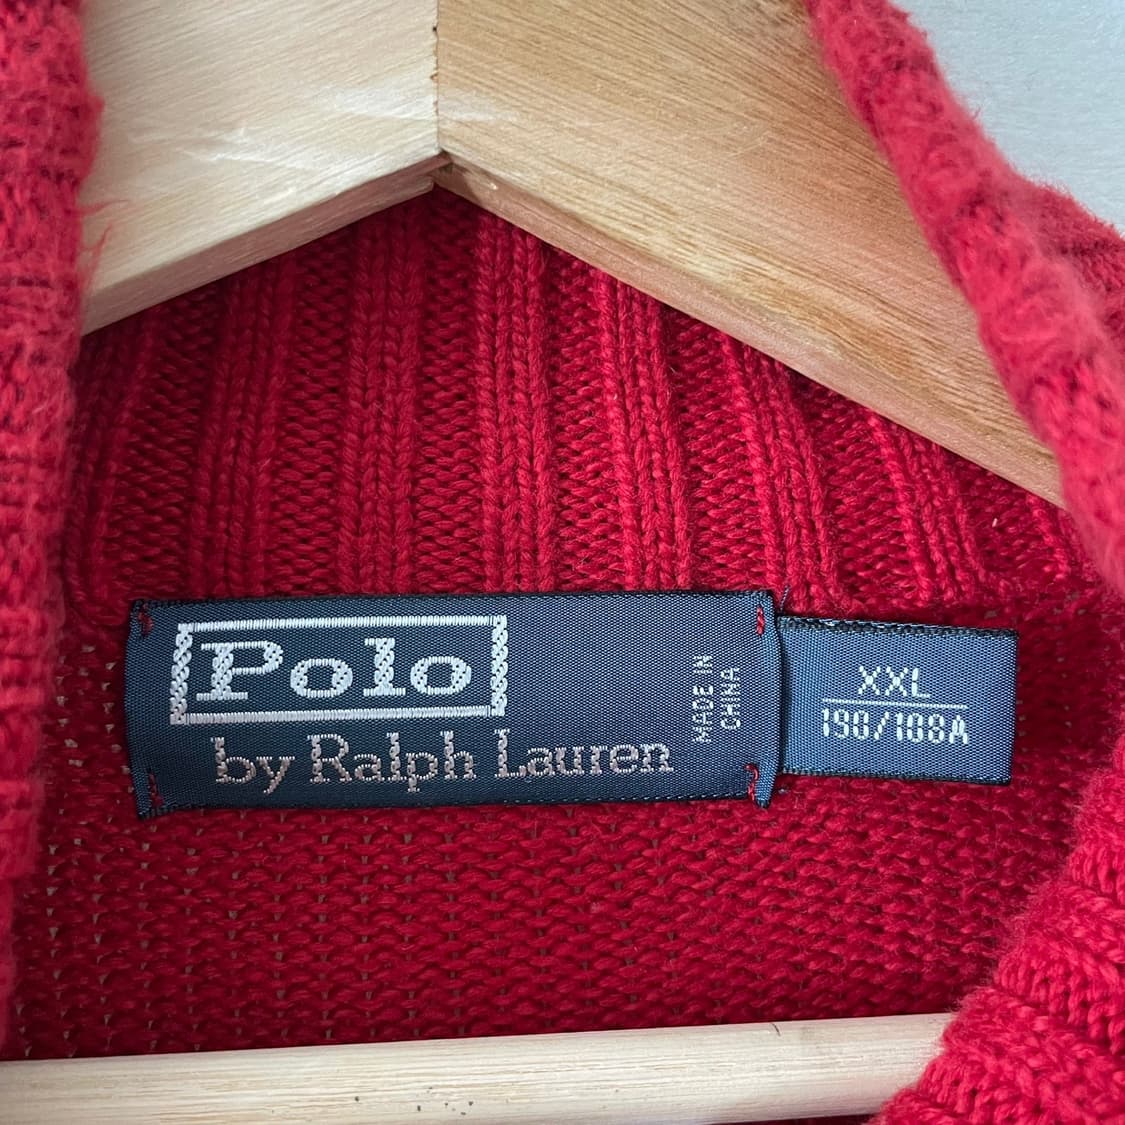 Polo
by Ralph Lauren
MADE IN
CHINA
XXL
190/108A